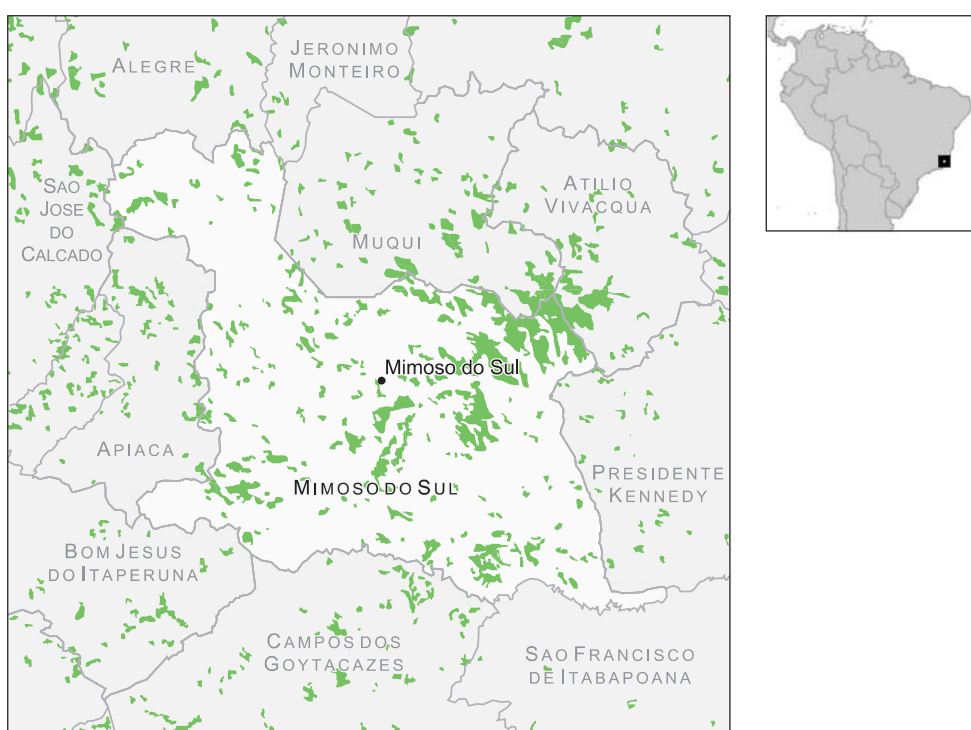 ALEGRE
JERONIMO
MONTEIRO
SAO
JOSE
DO
CALCADO
ATILIO
VIVACQUA
MUQUI
Mimoso do Sul
APIACA
MIMOSO DO SUL
PRESIDENTE
KENNEDY
BOM JESUS
DO ITAPERUNA
CAMPOS DOS
GOYTACAZES
SAO FRANCISCO
DE ITABAPOANA